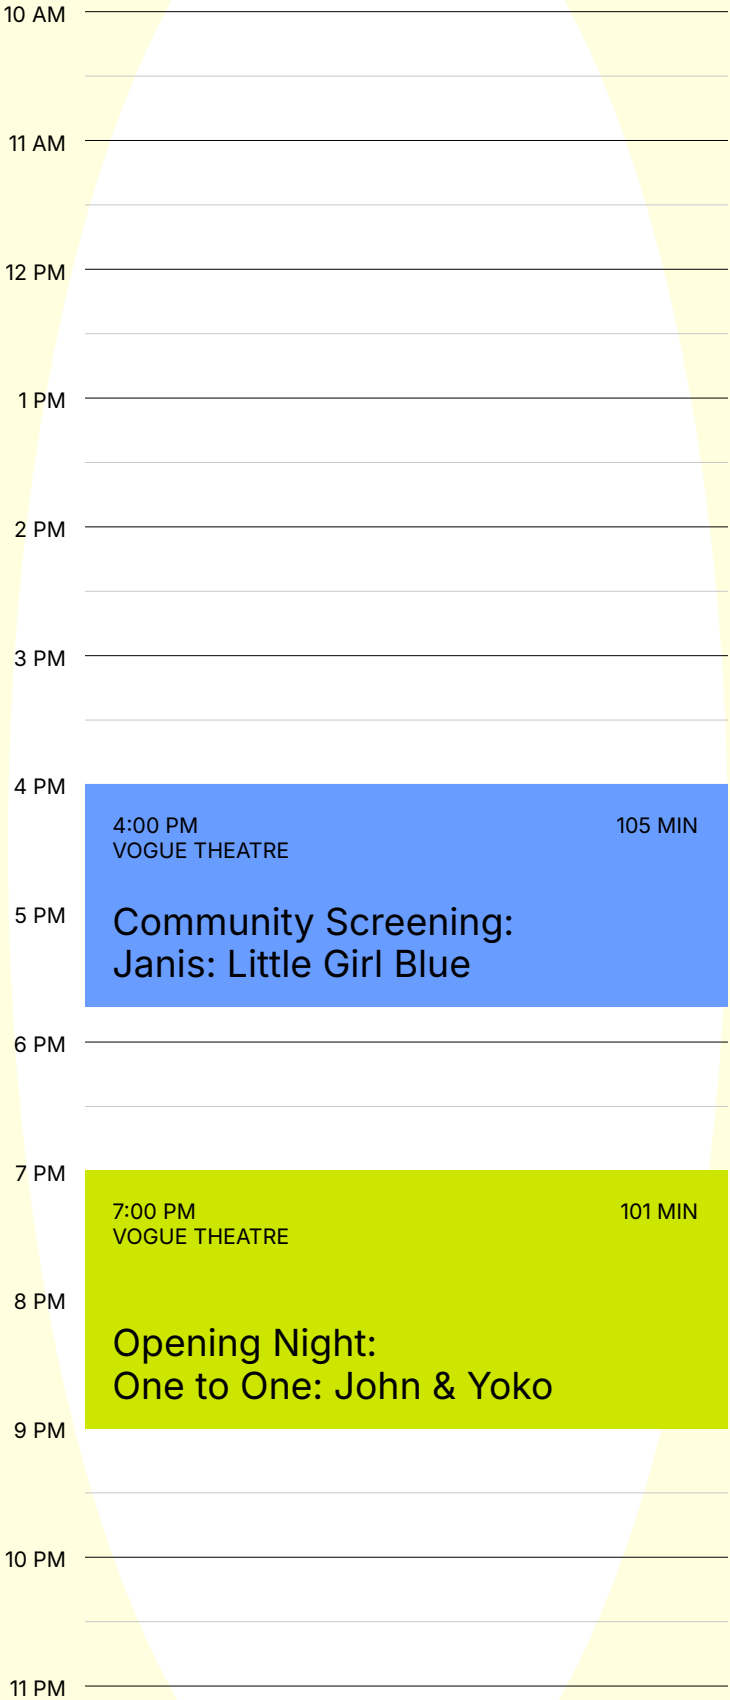 10 AM
11 AM
12 PM
1 PM
2 PM
3 PM
4 PM
4:00 PM 105 MIN
VOGUE THEATRE
5 PM
Community Screening:
Janis: Little Girl Blue
6 PM
7 PM
7:00 PM 101 MIN
VOGUE THEATRE
8 PM
Opening Night:
One to One: John & Yoko
9 PM
10 PM
11 PM